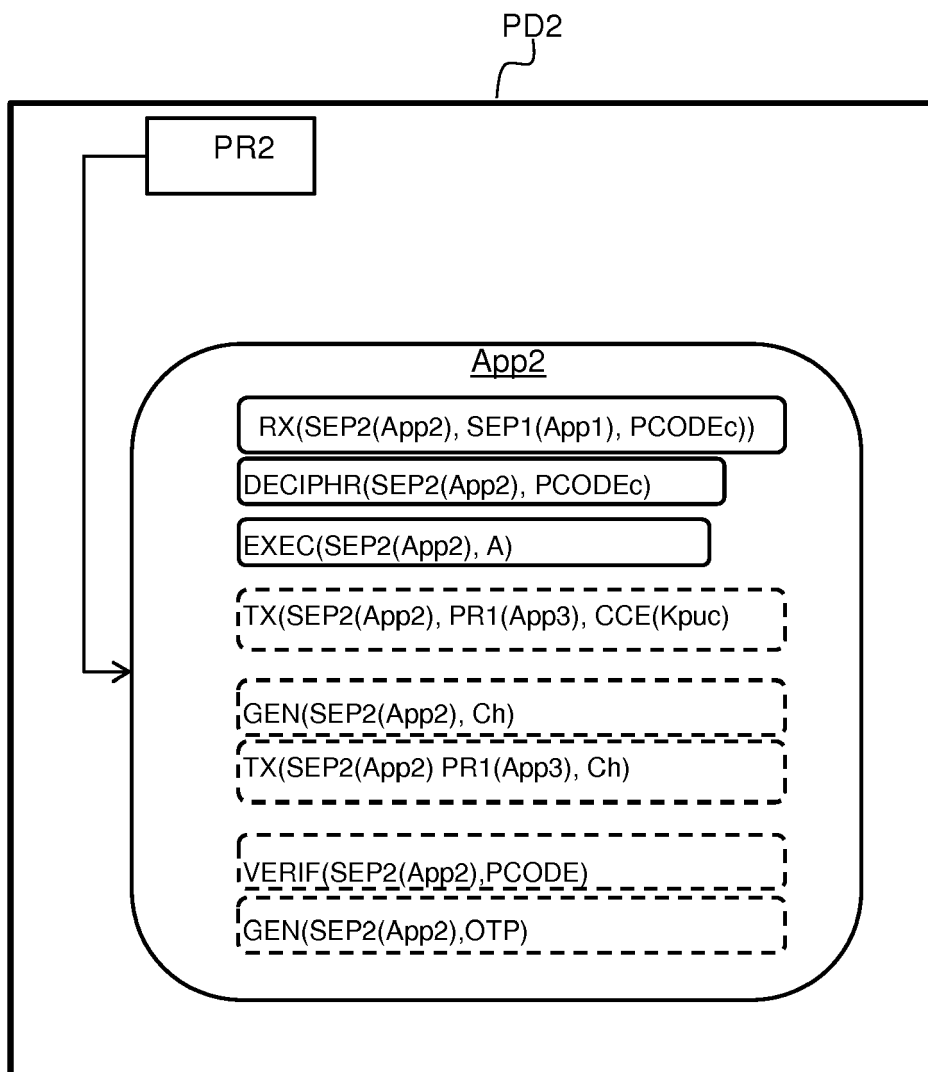 PD2
PR2
App2
RX(SEP2(App2), SEP1(App1), PCODEc))
DECIPHR(SEP2(App2), PCODEc)
EXEC(SEP2(App2), A)
TX(SEP2(App2), PR1(App3), CCE(Kpuc)
GEN(SEP2(App2), Ch)
TX(SEP2(App2) PR1(App3), Ch)
VERIF(SEP2(App2),PCODE)
GEN(SEP2(App2),OTP)